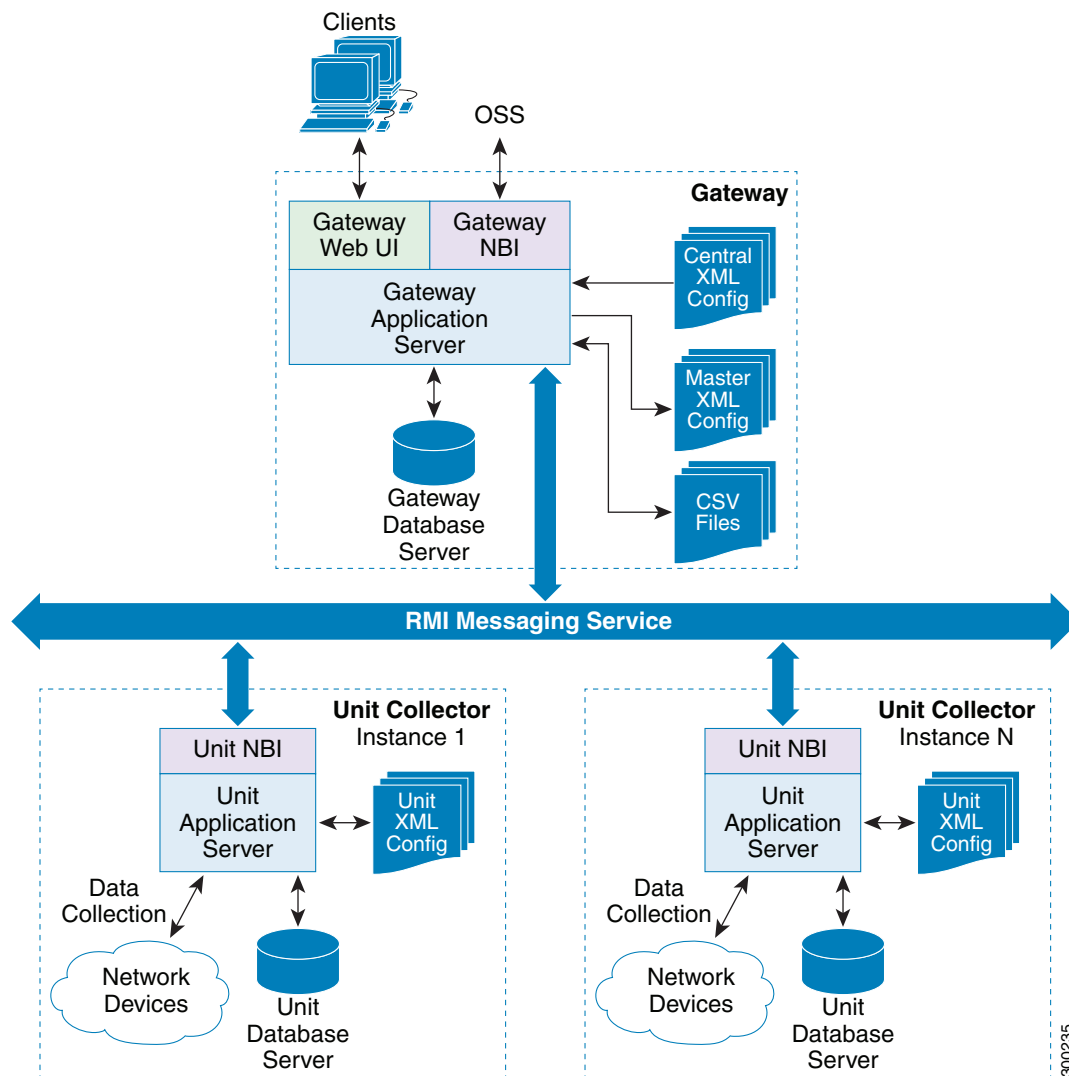 Clients
OSS
Gateway
Gateway
Web UI
Gateway
NBI
Gateway
Application
Server
Central
XML
Config
Master
XML
Config
CSV
Files
Gateway
Database
Server
RMI Messaging Service
Unit Collector
Instance 1
Unit NBI
Unit
Application
Server
Unit
XML
Config
Data
Collection
Network
Devices
Unit
Database
Server
Unit Collector
Instance N
Unit NBI
Unit
Application
Server
Unit
XML
Config
Data
Collection
Network
Devices
Unit
Database
Server
300235